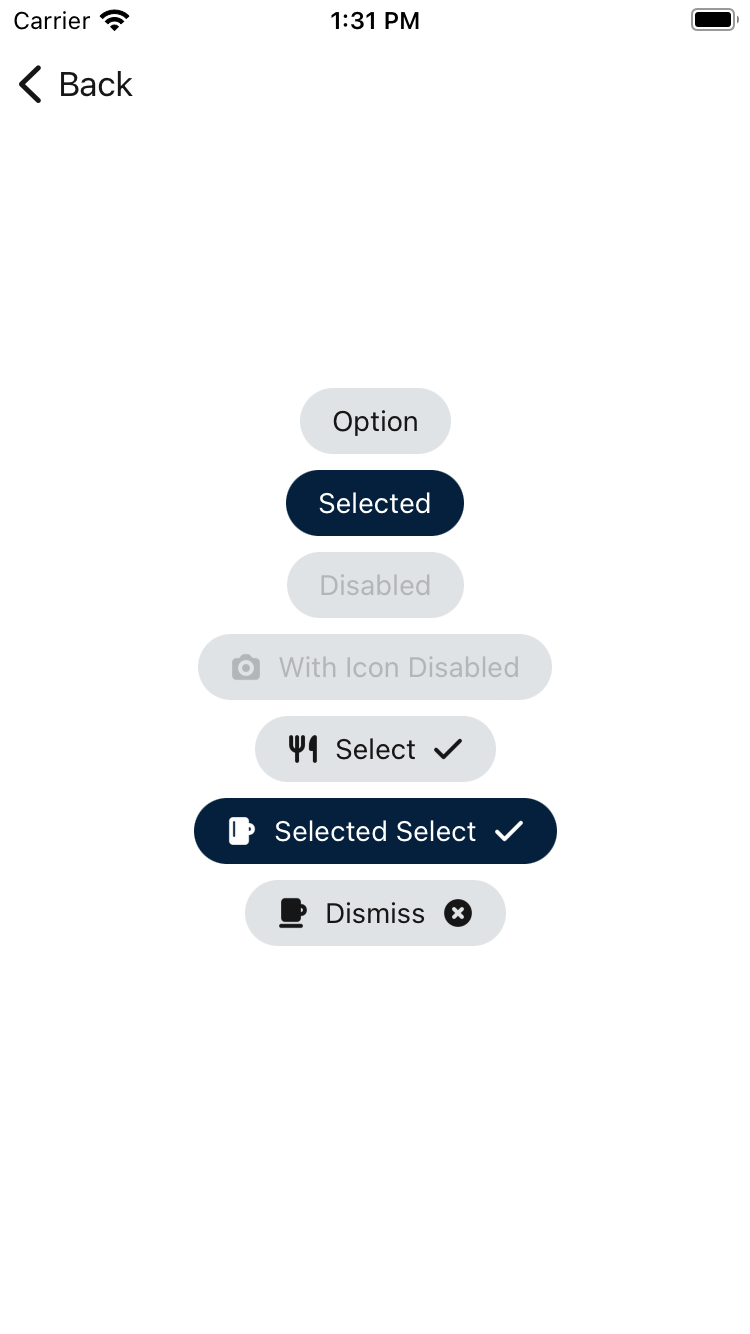 Carrier 1:31 PM
Back
Option
Selected
Disabled
With Icon Disabled
Select
Selected Select
Dismiss